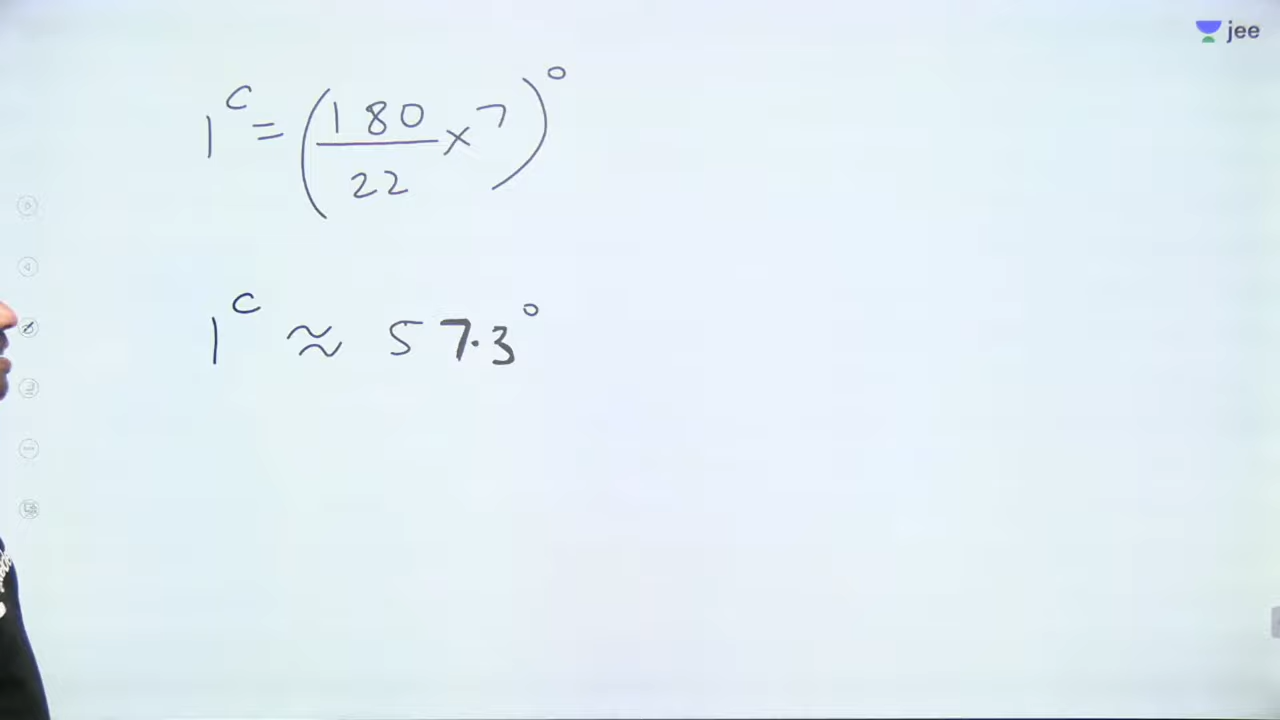 jee
1^c = (180/22 × 7)°
1^c ≈ 57.3°